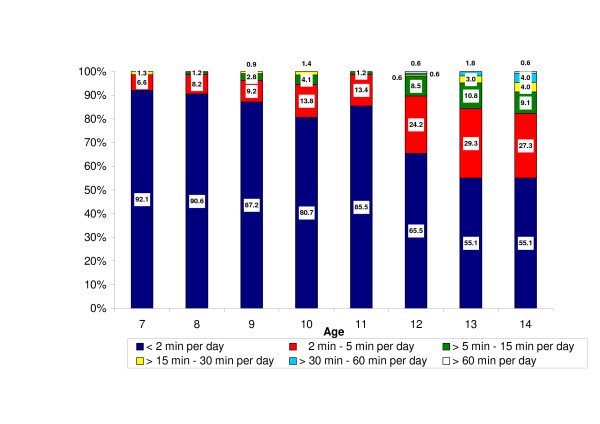 0.9 1.4 0.6 1.8 0.6
100% 1.3 1.2 2.8 4.1 1.2 0.6 0.6 3.0 4.0
90% 6.6 8.2 9.2 13.8 13.4 8.5 10.8 4.0
80% 9.1
70% 24.2 29.3 27.3
60%
50% 92.1 90.6 87.2 80.7 85.5
40%
30% 65.5 55.1 55.1
20%
10%
0%
7 8 9 10 11 12 13 14
Age
< 2 min per day 2 min - 5 min per day > 5 min - 15 min per day
> 15 min - 30 min per day > 30 min - 60 min per day > 60 min per day